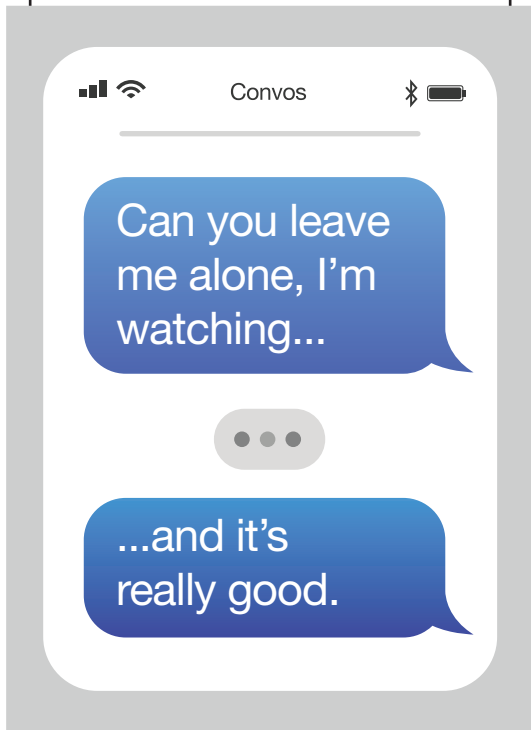 Convos
Can you leave
me alone, I’m
watching...
...and it’s
really good.